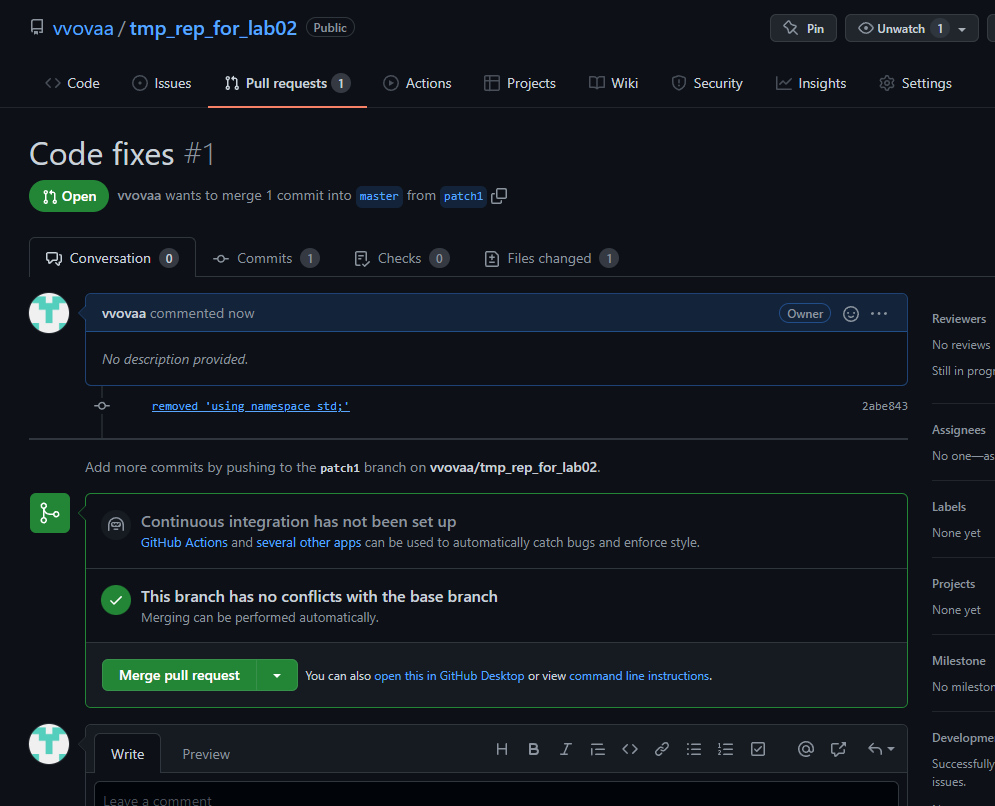 vvovaa / tmp_rep_for_lab02 Public Pin Unwatch 1
Code Issues Pull requests 1 Actions Projects Wiki Security Insights Settings
Code fixes #1
Open vvovaa wants to merge 1 commit into master from patch1
Conversation 0 Commits 1 Checks 0 Files changed 1
vvovaa commented now Owner
No description provided.
removed 'using namespace std;' 2abe843
Add more commits by pushing to the patch1 branch on vvovaa/tmp_rep_for_lab02.
Continuous integration has not been set up
GitHub Actions and several other apps can be used to automatically catch bugs and enforce style.
This branch has no conflicts with the base branch
Merging can be performed automatically.
Merge pull request You can also open this in GitHub Desktop or view command line instructions.
Write Preview
Leave a comment
Reviewers
No reviews
Still in progr
Assignees
No one—as
Labels
None yet
Projects
None yet
Milestone
No mileston
Developme
Successfully
issues.